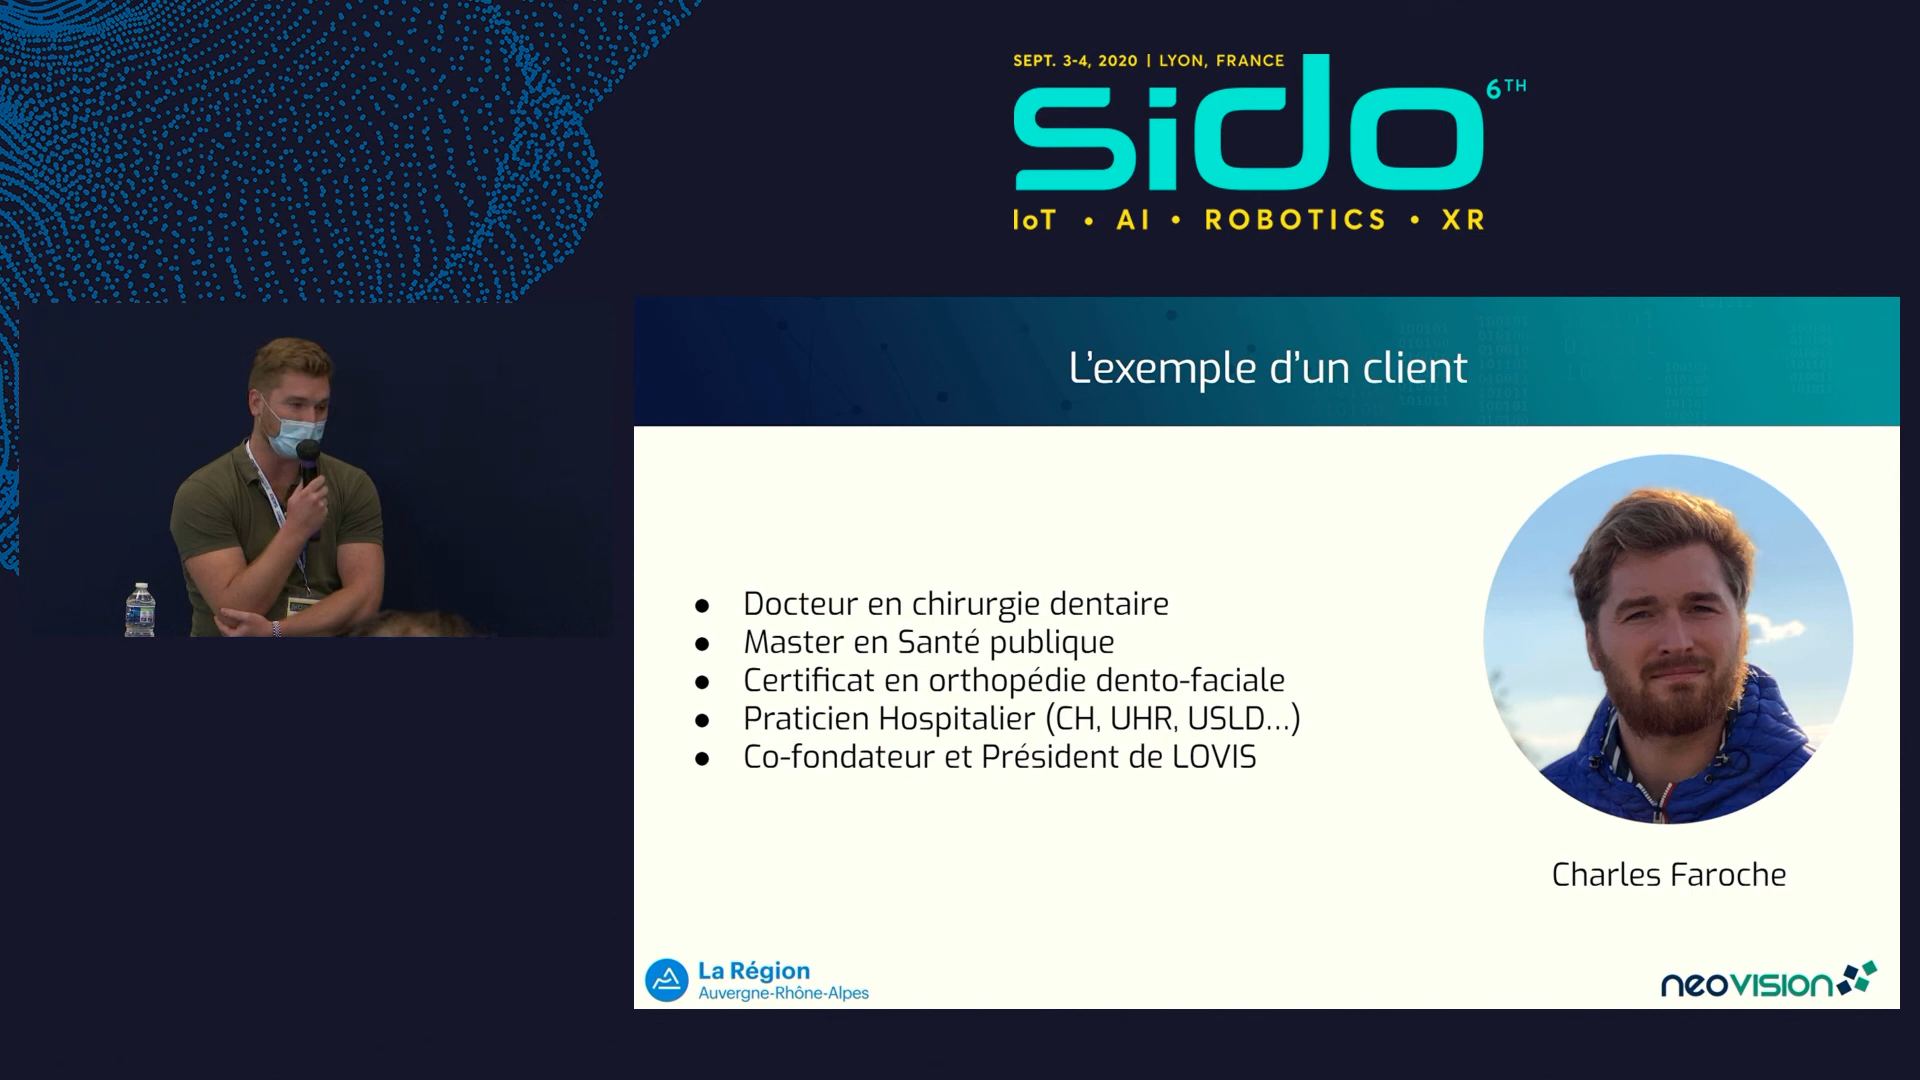 SEPT. 3-4, 2020 | LYON, FRANCE
sido 6TH
IoT • AI • ROBOTICS • XR
L’exemple d’un client
● Docteur en chirurgie dentaire
● Master en Santé publique
● Certificat en orthopédie dento-faciale
● Praticien Hospitalier (CH, UHR, USLD...)
● Co-fondateur et Président de LOVIS
Charles Faroche
La Région
Auvergne-Rhône-Alpes
neovision